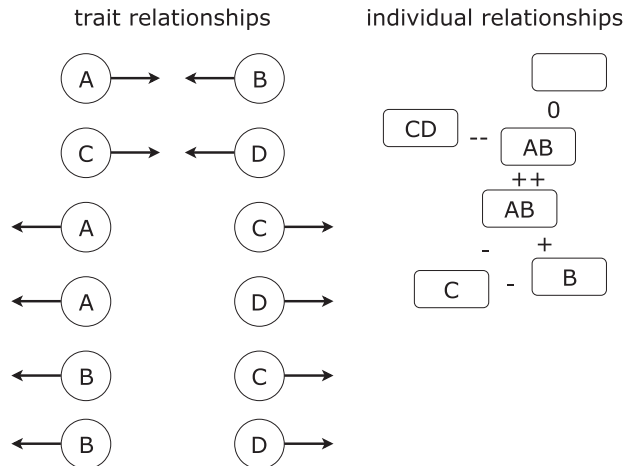 trait relationships
A B
C D
A C
A D
B C
B D
individual relationships
0
CD -- AB
++
AB
- +
C - B